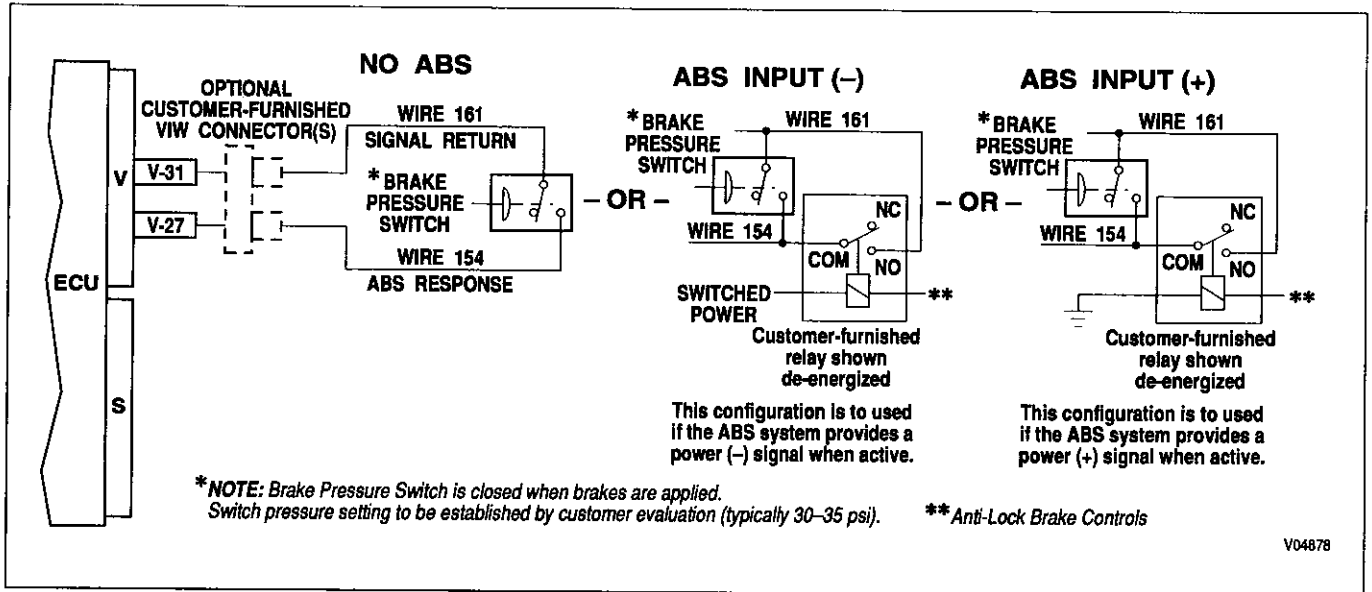 NO ABS
OPTIONAL
CUSTOMER-FURNISHED
VIW CONNECTOR(S)
WIRE 161
SIGNAL RETURN
V
V-31
V-27
*BRAKE
PRESSURE
SWITCH
WIRE 154
ABS RESPONSE
ECU
S
– OR –
ABS INPUT (–)
*BRAKE
PRESSURE
SWITCH
WIRE 161
WIRE 154
NC
COM
NO
SWITCHED
POWER
**
Customer-furnished
relay shown
de-energized
This configuration is to used
if the ABS system provides a
power (–) signal when active.
– OR –
ABS INPUT (+)
*BRAKE
PRESSURE
SWITCH
WIRE 161
WIRE 154
NC
COM
NO
**
Customer-furnished
relay shown
de-energized
This configuration is to used
if the ABS system provides a
power (+) signal when active.
*NOTE: Brake Pressure Switch is closed when brakes are applied.
Switch pressure setting to be established by customer evaluation (typically 30–35 psi).
**Anti-Lock Brake Controls
V04878